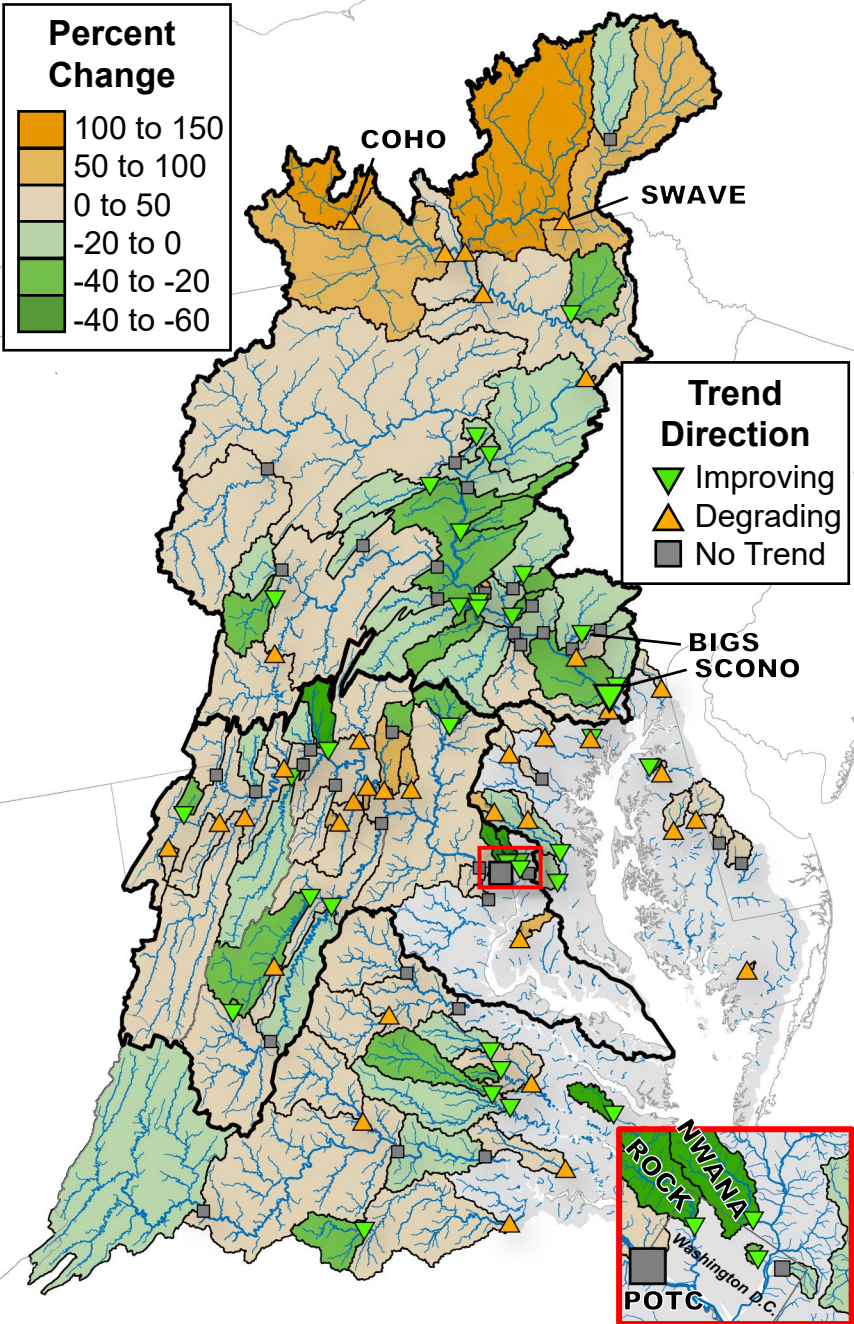 Percent
Change
100 to 150
50 to 100
0 to 50
-20 to 0
-40 to -20
-40 to -60
COHO
SWAVE
Trend
Direction
Improving
Degrading
No Trend
BIGS
SCONO
NWANA
ROCK
Washington D.C.
POTC